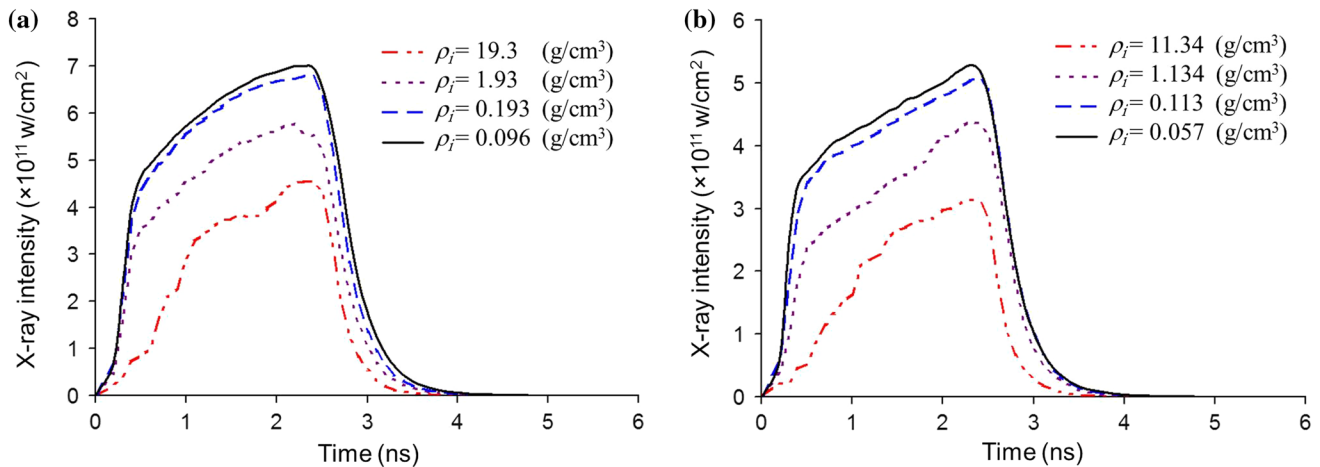 (a)
X-ray intensity (×10¹¹ w/cm²)
8
7
6
5
4
3
2
1
0
ρᵢ= 19.3 (g/cm³)
ρᵢ= 1.93 (g/cm³)
ρᵢ= 0.193 (g/cm³)
ρᵢ= 0.096 (g/cm³)
0 1 2 3 4 5 6
Time (ns)
(b)
X-ray intensity (×10¹¹ w/cm²)
6
5
4
3
2
1
0
ρᵢ= 11.34 (g/cm³)
ρᵢ= 1.134 (g/cm³)
ρᵢ= 0.113 (g/cm³)
ρᵢ= 0.057 (g/cm³)
0 1 2 3 4 5 6
Time (ns)